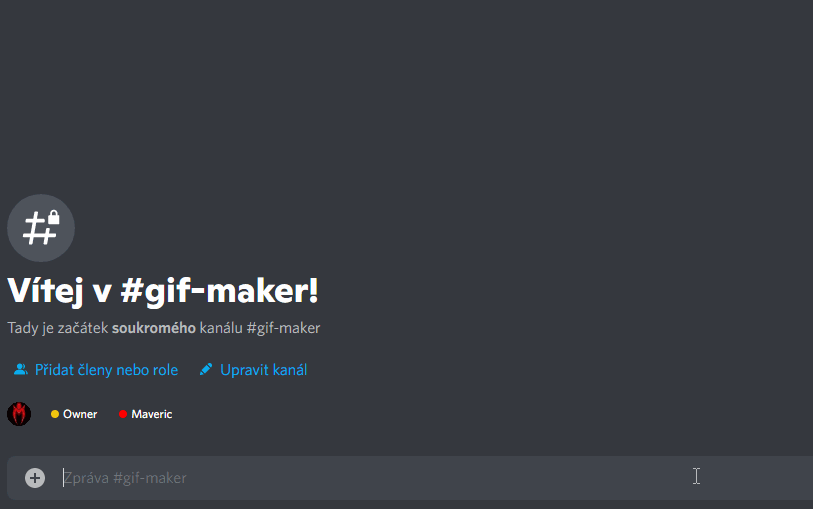 Vítej v #gif-maker!
Tady je začátek soukromého kanálu #gif-maker
Přidat členy nebo role Upravit kanál
Owner Maveric
Zpráva #gif-maker